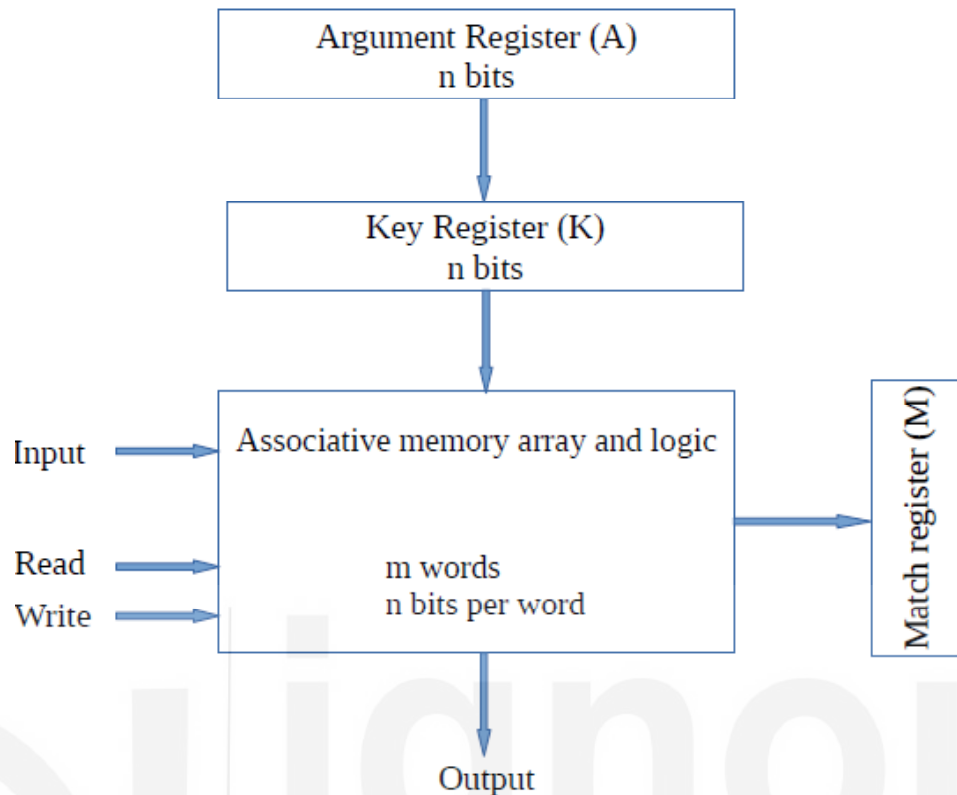 Argument Register (A)
n bits
Key Register (K)
n bits
Associative memory array and logic
Input
Read
Write
m words
n bits per word
Match register (M)
Output